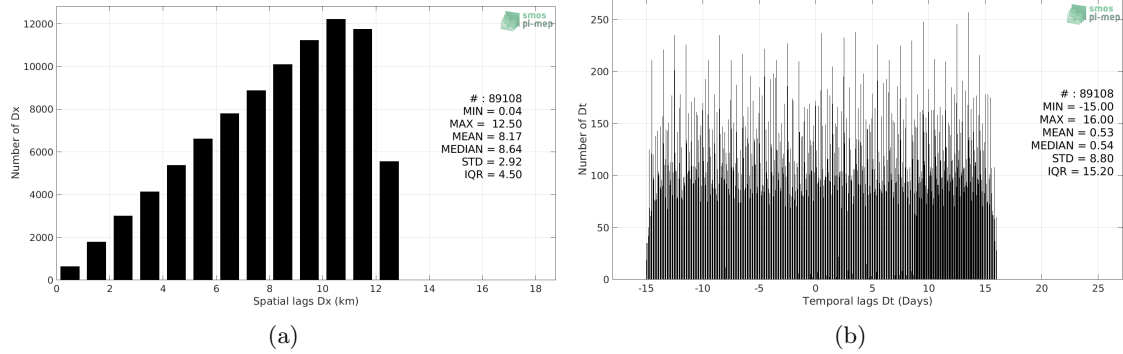 smos
pi-mep
12000
10000
8000
6000
4000
2000
0
Number of Dx
# : 89108
MIN = 0.04
MAX = 12.50
MEAN = 8.17
MEDIAN = 8.64
STD = 2.92
IQR = 4.50
0 2 4 6 8 10 12 14 16 18
Spatial lags Dx (km)
(a)
smos
pi-mep
250
200
150
100
50
0
Number of Dt
# : 89108
MIN = -15.00
MAX = 16.00
MEAN = 0.53
MEDIAN = 0.54
STD = 8.80
IQR = 15.20
-15 -10 -5 0 5 10 15 20 25
Temporal lags Dt (Days)
(b)